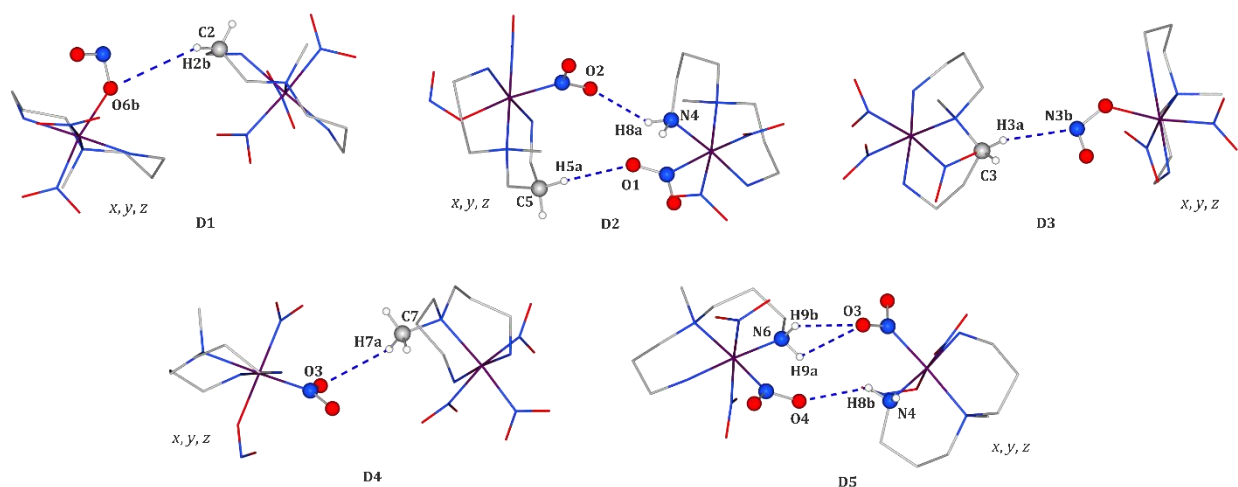 C2
H2b
O6b
x, y, z
D1
O2
N4
H8a
H5a
O1
C5
x, y, z
D2
H3a
N3b
C3
x, y, z
D3
C7
H7a
O3
x, y, z
D4
H9b
O3
N6
H9a
H8b
N4
O4
x, y, z
D5